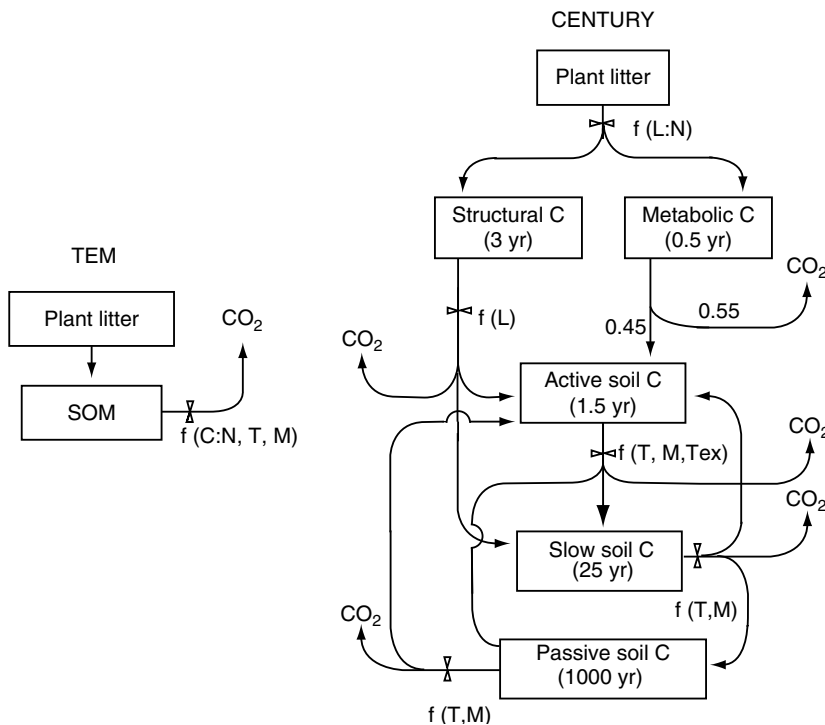 CENTURY
Plant litter
f (L:N)
Structural C
(3 yr)
Metabolic C
(0.5 yr)
CO₂
0.55
0.45
f (L)
CO₂
TEM
Plant litter
CO₂
SOM
f (C:N, T, M)
Active soil C
(1.5 yr)
f (T, M,Tex)
CO₂
CO₂
Slow soil C
(25 yr)
f (T,M)
CO₂
Passive soil C
(1000 yr)
f (T,M)